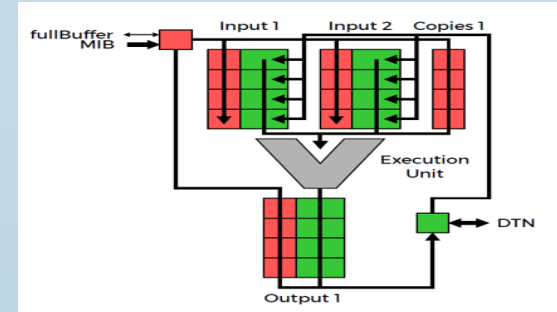 Input 1 Input 2 Copies 1
fullBuffer
MIB
Execution
Unit
DTN
Output 1